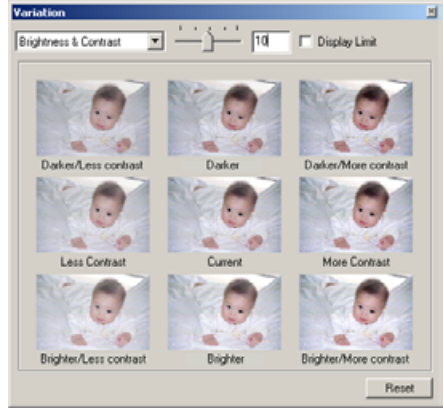 Variation
Brightness & Contrast 10 Display Limit
Darker/Less contrast Darker Darker/More contrast
Less Contrast Current More Contrast
Brighter/Less contrast Brighter Brighter/More contrast
Reset